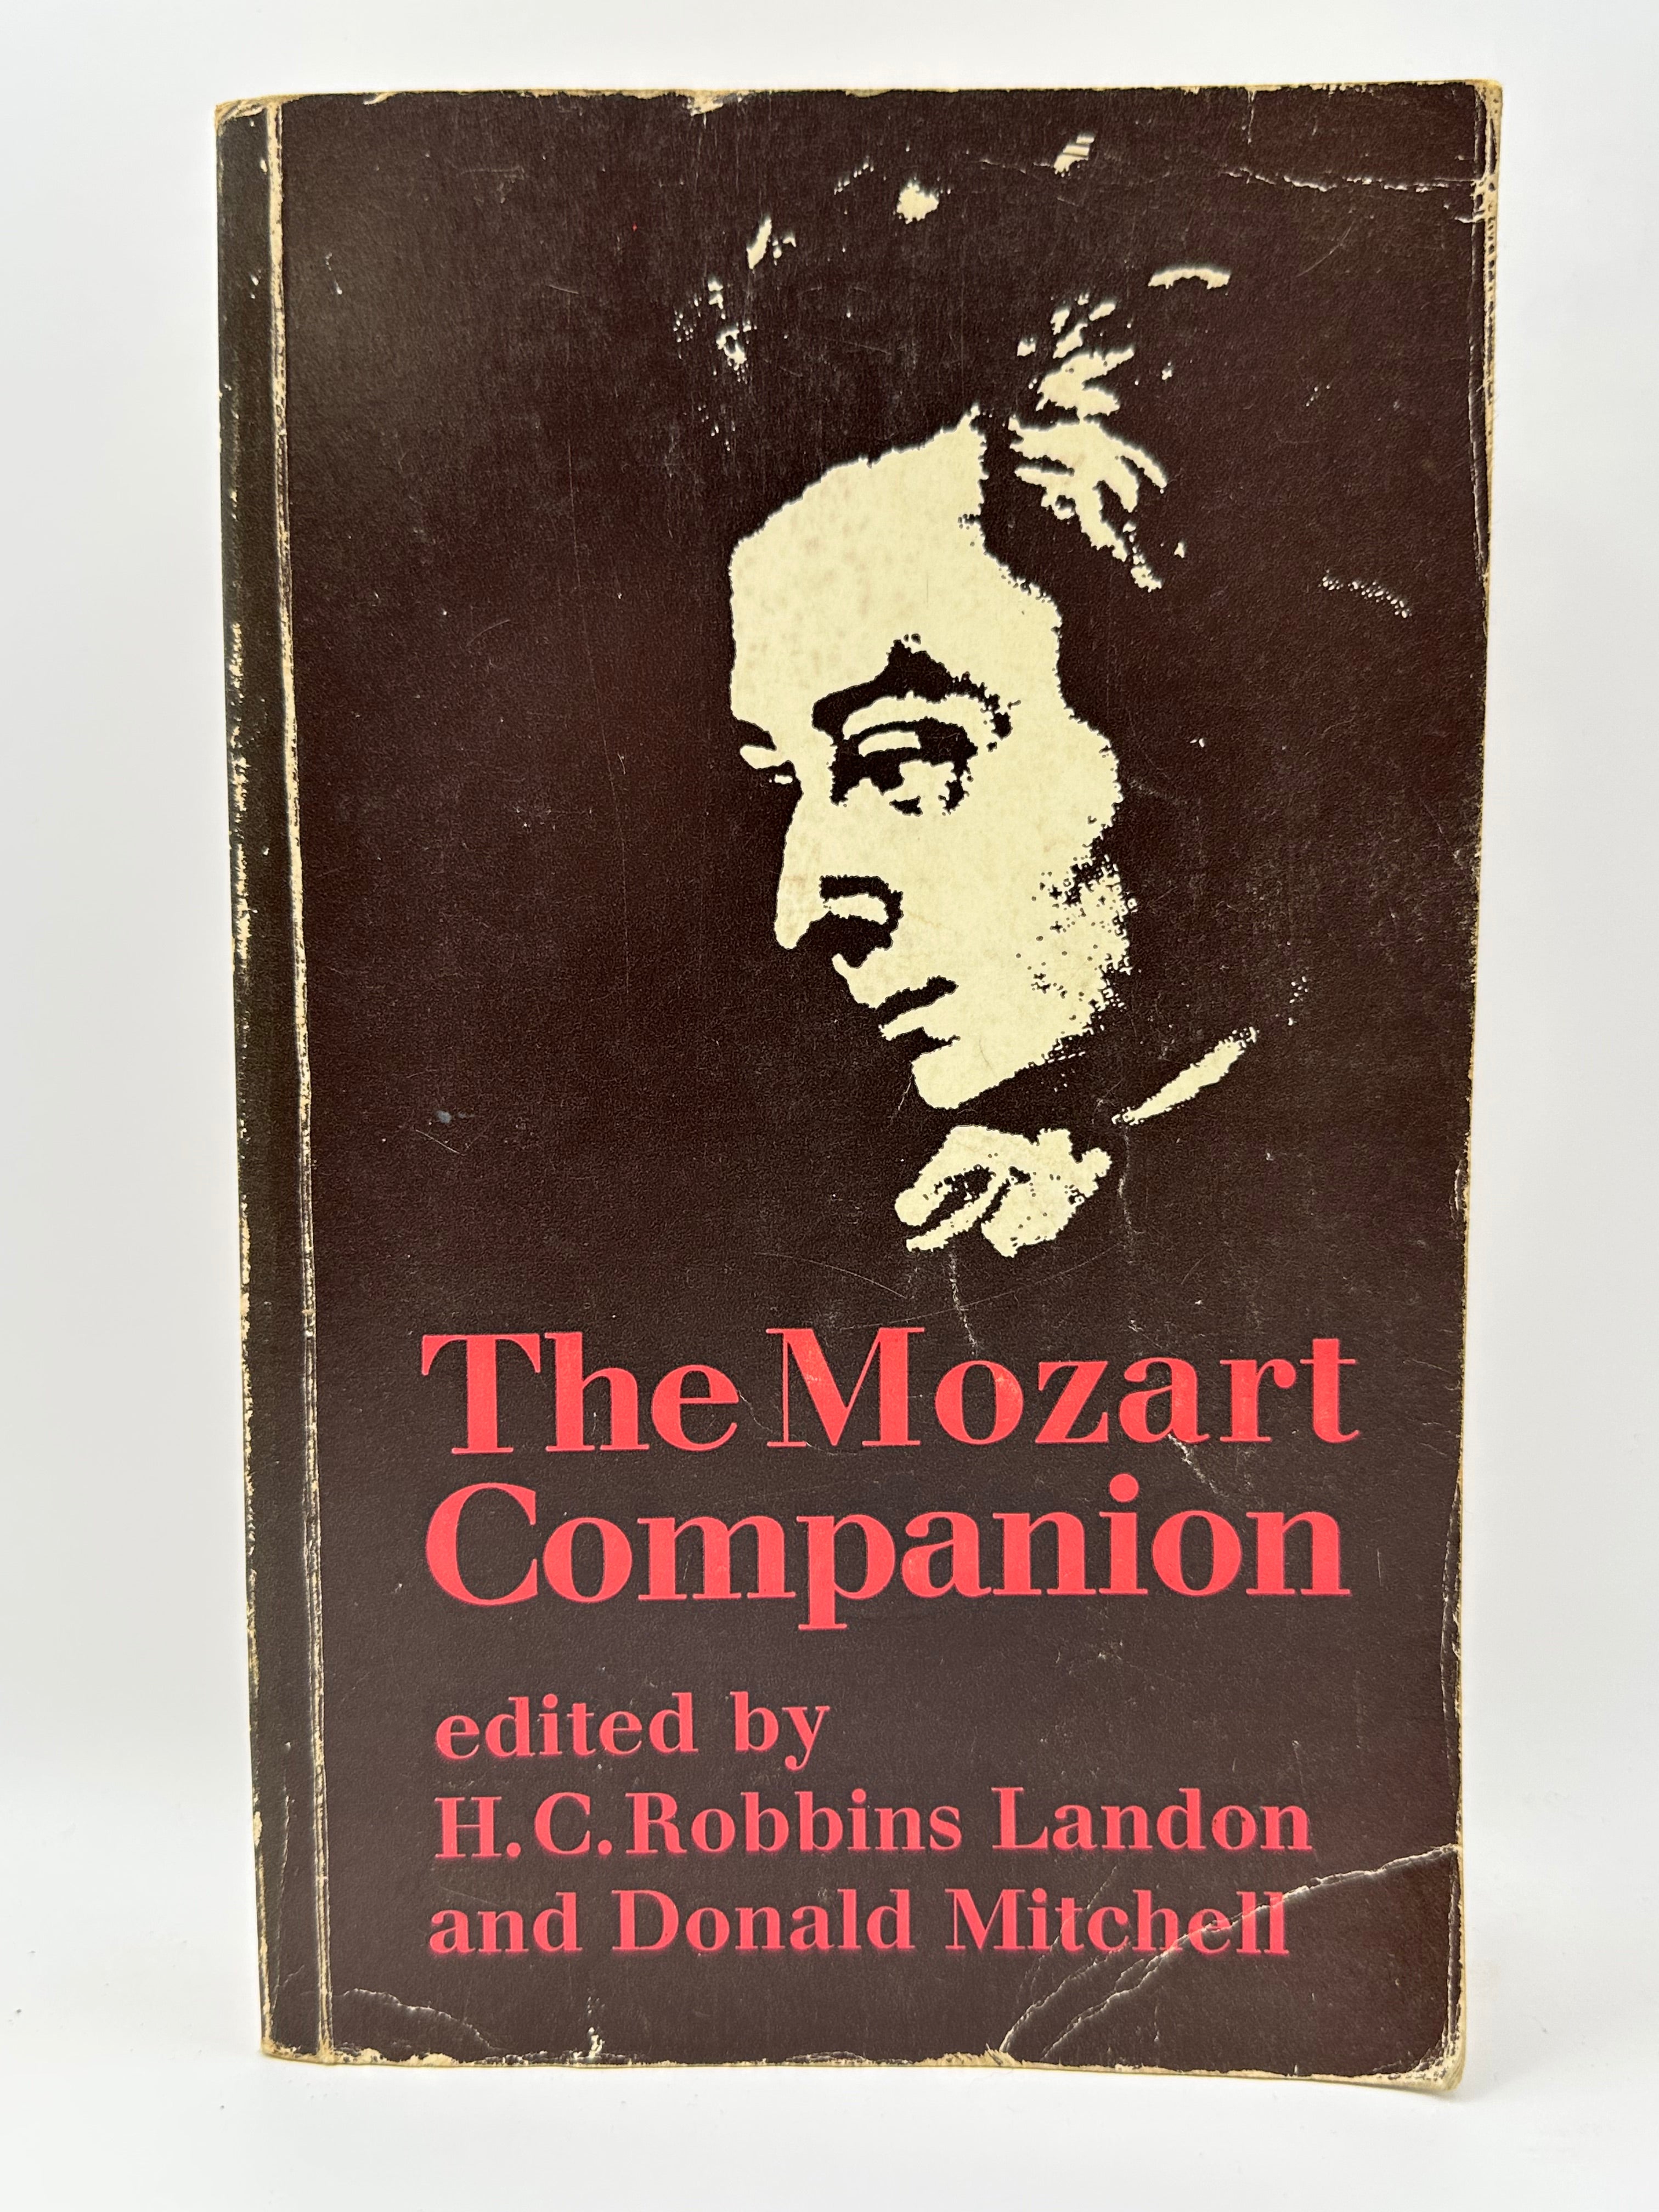 The Mozart
Companion
edited by
H. C. Robbins Landon
and Donald Mitchell